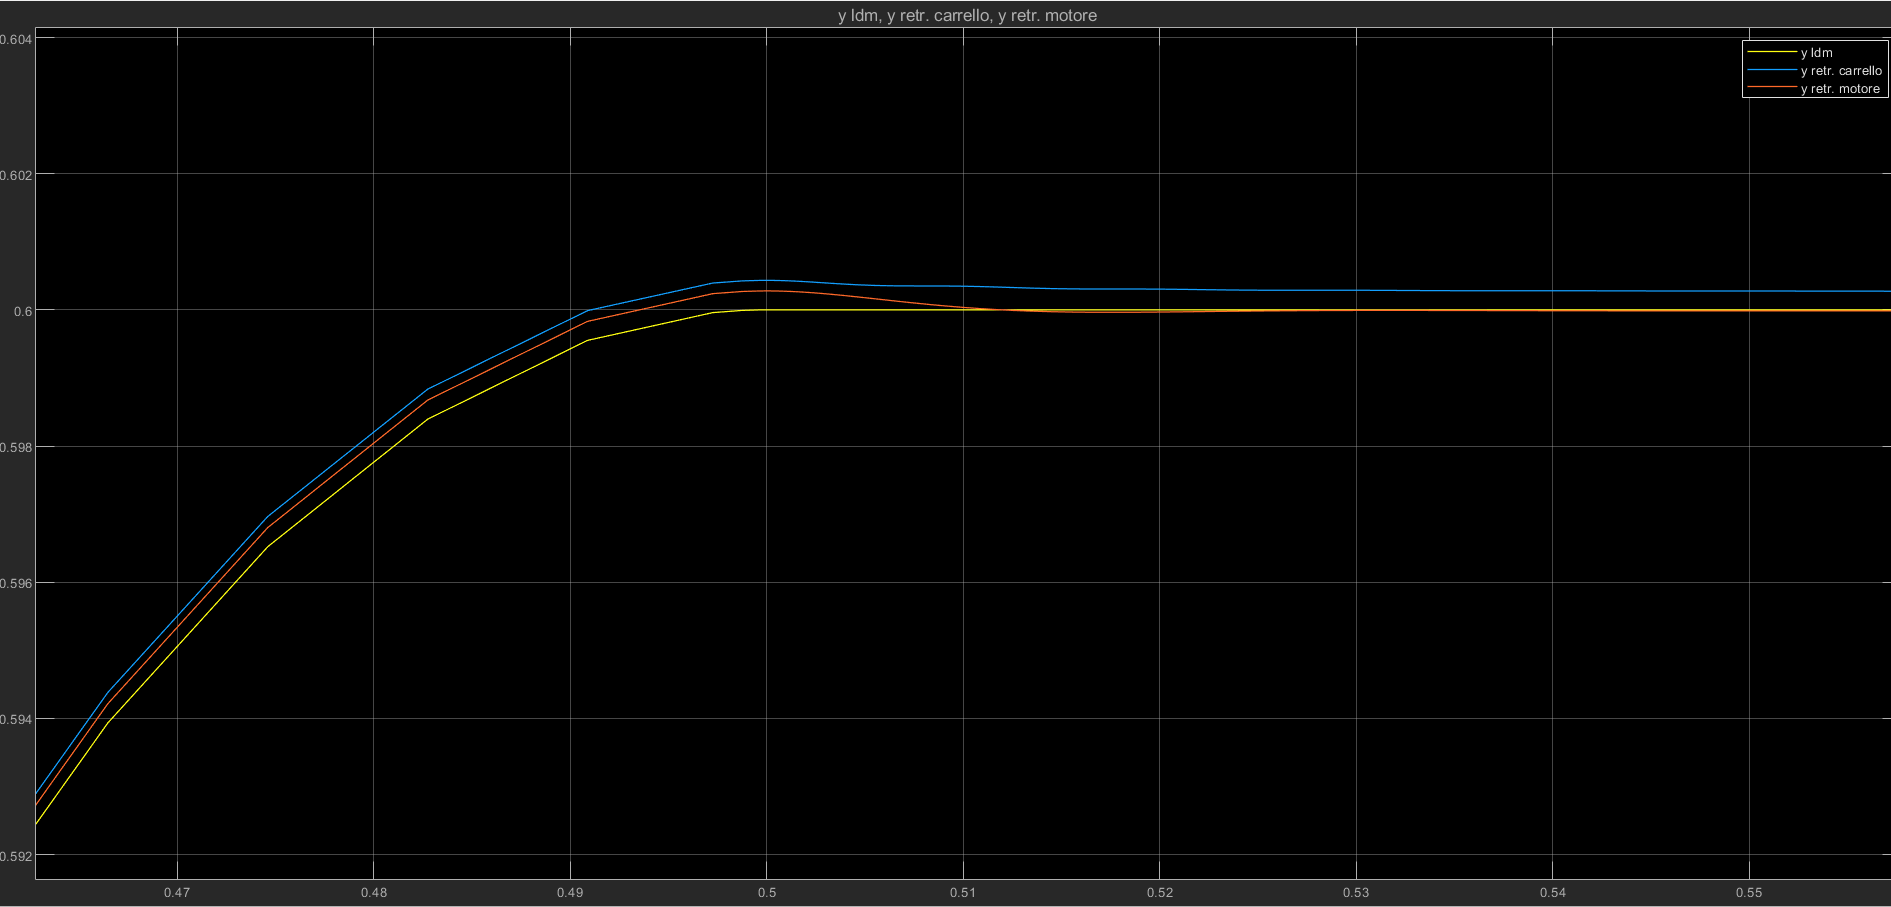 y ldm, y retr. carrello, y retr. motore
y ldm
y retr. carrello
y retr. motore
0.604
0.602
0.6
0.598
0.596
0.594
0.592
0.47 0.48 0.49 0.5 0.51 0.52 0.53 0.54 0.55